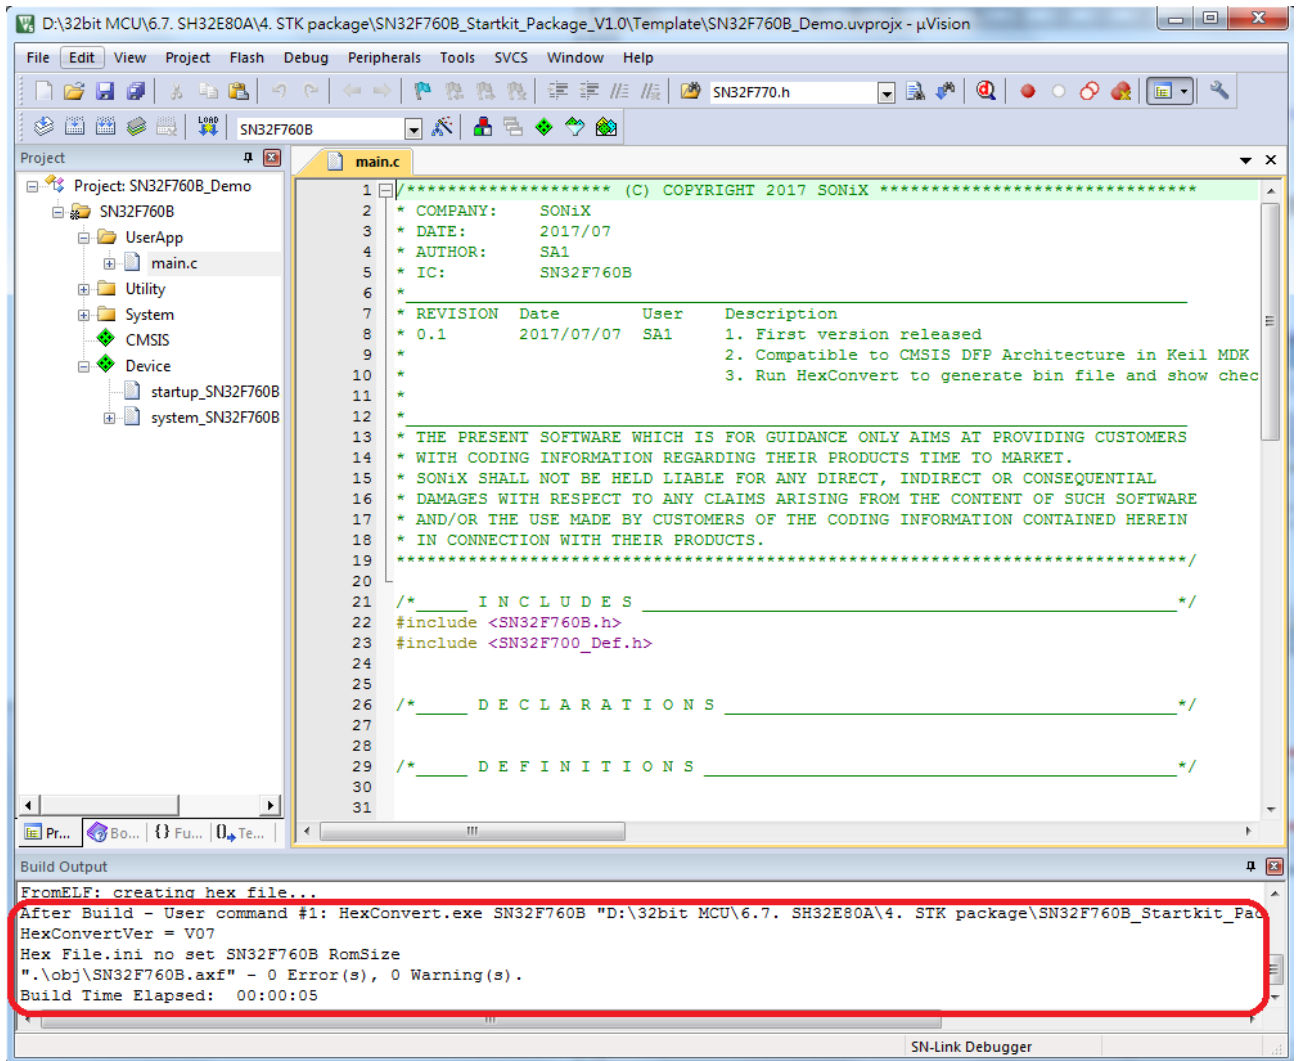 D:\32bit MCU\6.7. SH32E80A\4. STK package\SN32F760B_Startkit_Package_V1.0\Template\SN32F760B_Demo.uvprojx - µVision
File Edit View Project Flash Debug Peripherals Tools SVCS Window Help
SN32F770.h
LOAD SN32F760B
Project
main.c
Project: SN32F760B_Demo
SN32F760B
UserApp
main.c
Utility
System
CMSIS
Device
startup_SN32F760B
system_SN32F760B
1 /******************** (C) COPYRIGHT 2017 SONiX *******************************
2 * COMPANY: SONiX
3 * DATE: 2017/07
4 * AUTHOR: SA1
5 * IC: SN32F760B
6 *____________________________________________________________________________
7 * REVISION Date User Description
8 * 0.1 2017/07/07 SA1 1. First version released
9 * 2. Compatible to CMSIS DFP Architecture in Keil MDK
10 * 3. Run HexConvert to generate bin file and show chec
11 *
12 *____________________________________________________________________________
13 * THE PRESENT SOFTWARE WHICH IS FOR GUIDANCE ONLY AIMS AT PROVIDING CUSTOMERS
14 * WITH CODING INFORMATION REGARDING THEIR PRODUCTS TIME TO MARKET.
15 * SONiX SHALL NOT BE HELD LIABLE FOR ANY DIRECT, INDIRECT OR CONSEQUENTIAL
16 * DAMAGES WITH RESPECT TO ANY CLAIMS ARISING FROM THE CONTENT OF SUCH SOFTWARE
17 * AND/OR THE USE MADE BY CUSTOMERS OF THE CODING INFORMATION CONTAINED HEREIN
18 * IN CONNECTION WITH THEIR PRODUCTS.
19 *****************************************************************************/
20
21 /*_____ I N C L U D E S ____________________________________________________*/
22 #include <SN32F760B.h>
23 #include <SN32F700_Def.h>
24
25
26 /*_____ D E C L A R A T I O N S ____________________________________________*/
27
28
29 /*_____ D E F I N I T I O N S ______________________________________________*/
30
31
Pr... Bo... {} Fu... 0 Te...
Build Output
FromELF: creating hex file...
After Build - User command #1: HexConvert.exe SN32F760B "D:\32bit MCU\6.7. SH32E80A\4. STK package\SN32F760B_Startkit_Pac
HexConvertVer = V07
Hex File.ini no set SN32F760B RomSize
".\obj\SN32F760B.axf" - 0 Error(s), 0 Warning(s).
Build Time Elapsed: 00:00:05
SN-Link Debugger